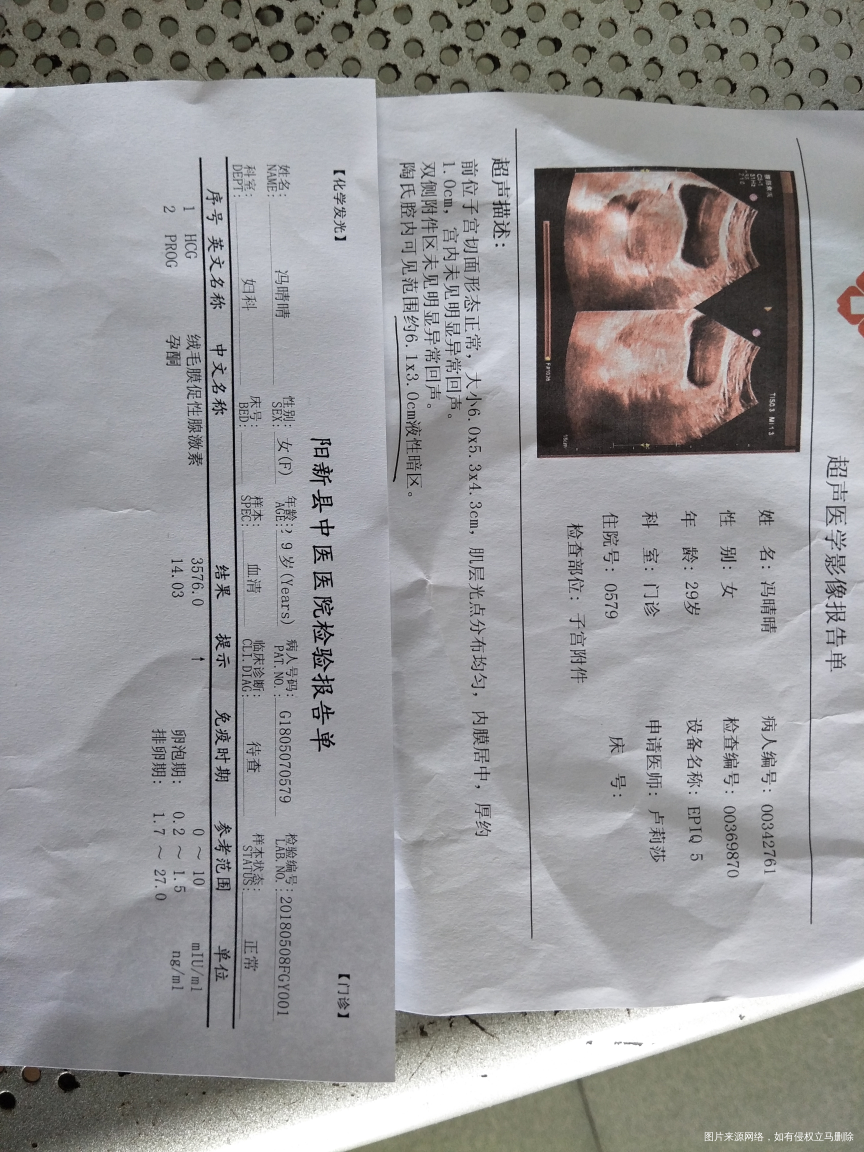 超声医学影像报告单
姓 名：冯晴晴 病人编号：00342761
性 别：女 检查编号：00369870
年 龄：29岁 设备名称：EPIQ 5
科 室：门诊 申请医师：卢莉莎
住院号：0579 床 号：
检查部位：子宫附件
超声描述：
前位子宫切面形态正常，大小6.0x5.3x4.3cm，肌层光点分布均匀，内膜居中，厚约
1.0cm，宫内未见明显异常回声。
双侧附件区未见明显异常回声。
陶氏腔内可见范围约6.1x3.0cm液性暗区。
阳新县中医医院检验报告单
【化学发光】 【门诊】
姓名： 冯晴晴 性别： 女(F) 年龄： 29岁(Years) 病人号码： G1805070579 检验编号： 20180508FGY001
NAME: SEX: AGE: PAT.NO.: LAB.NO.:
科室： 妇科 床号： 样本： 血清 临床诊断： 待查 样本状态： 正常
DEPT: BED: SPEC: CLI.DIAG: STATUS:
序号 英文名称 中文名称 结果 提示 免疫时期 参考范围 单位
1 HCG 绒毛膜促性腺激素 3576.0 ↑ 0 ～ 10 mIU/ml
2 PROG 孕酮 14.03 卵泡期： 0.2 ～ 1.5 ng/ml
排卵期： 1.7 ～ 27.0
图片来源网络，如有侵权立马删除